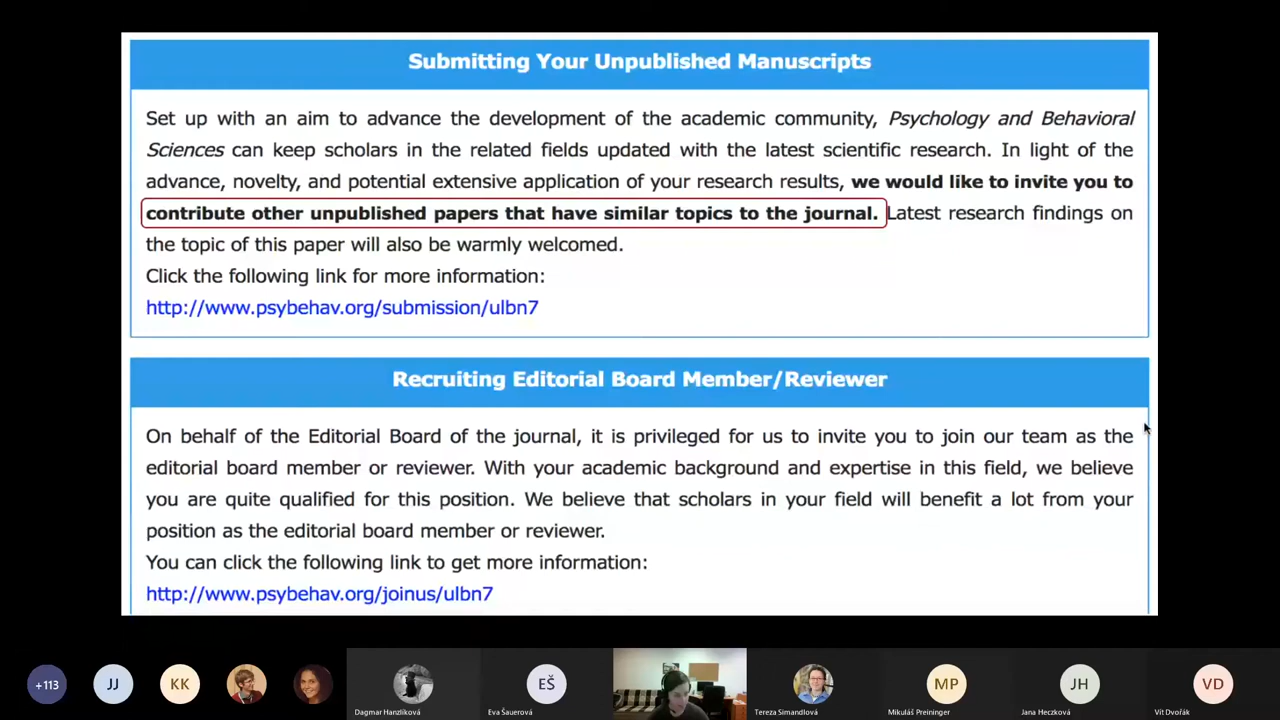 Submitting Your Unpublished Manuscripts
Set up with an aim to advance the development of the academic community, Psychology and Behavioral
Sciences can keep scholars in the related fields updated with the latest scientific research. In light of the
advance, novelty, and potential extensive application of your research results, we would like to invite you to
contribute other unpublished papers that have similar topics to the journal. Latest research findings on
the topic of this paper will also be warmly welcomed.
Click the following link for more information:
http://www.psybehav.org/submission/ulbn7
Recruiting Editorial Board Member/Reviewer
On behalf of the Editorial Board of the journal, it is privileged for us to invite you to join our team as the
editorial board member or reviewer. With your academic background and expertise in this field, we believe
you are quite qualified for this position. We believe that scholars in your field will benefit a lot from your
position as the editorial board member or reviewer.
You can click the following link to get more information:
http://www.psybehav.org/joinus/ulbn7
+113 JJ KK EŠ MP JH VD
Dagmar Hanzlíková Eva Šauerová Tereza Simandlová Mikuláš Preininger Jana Heczková Vít Dvořák